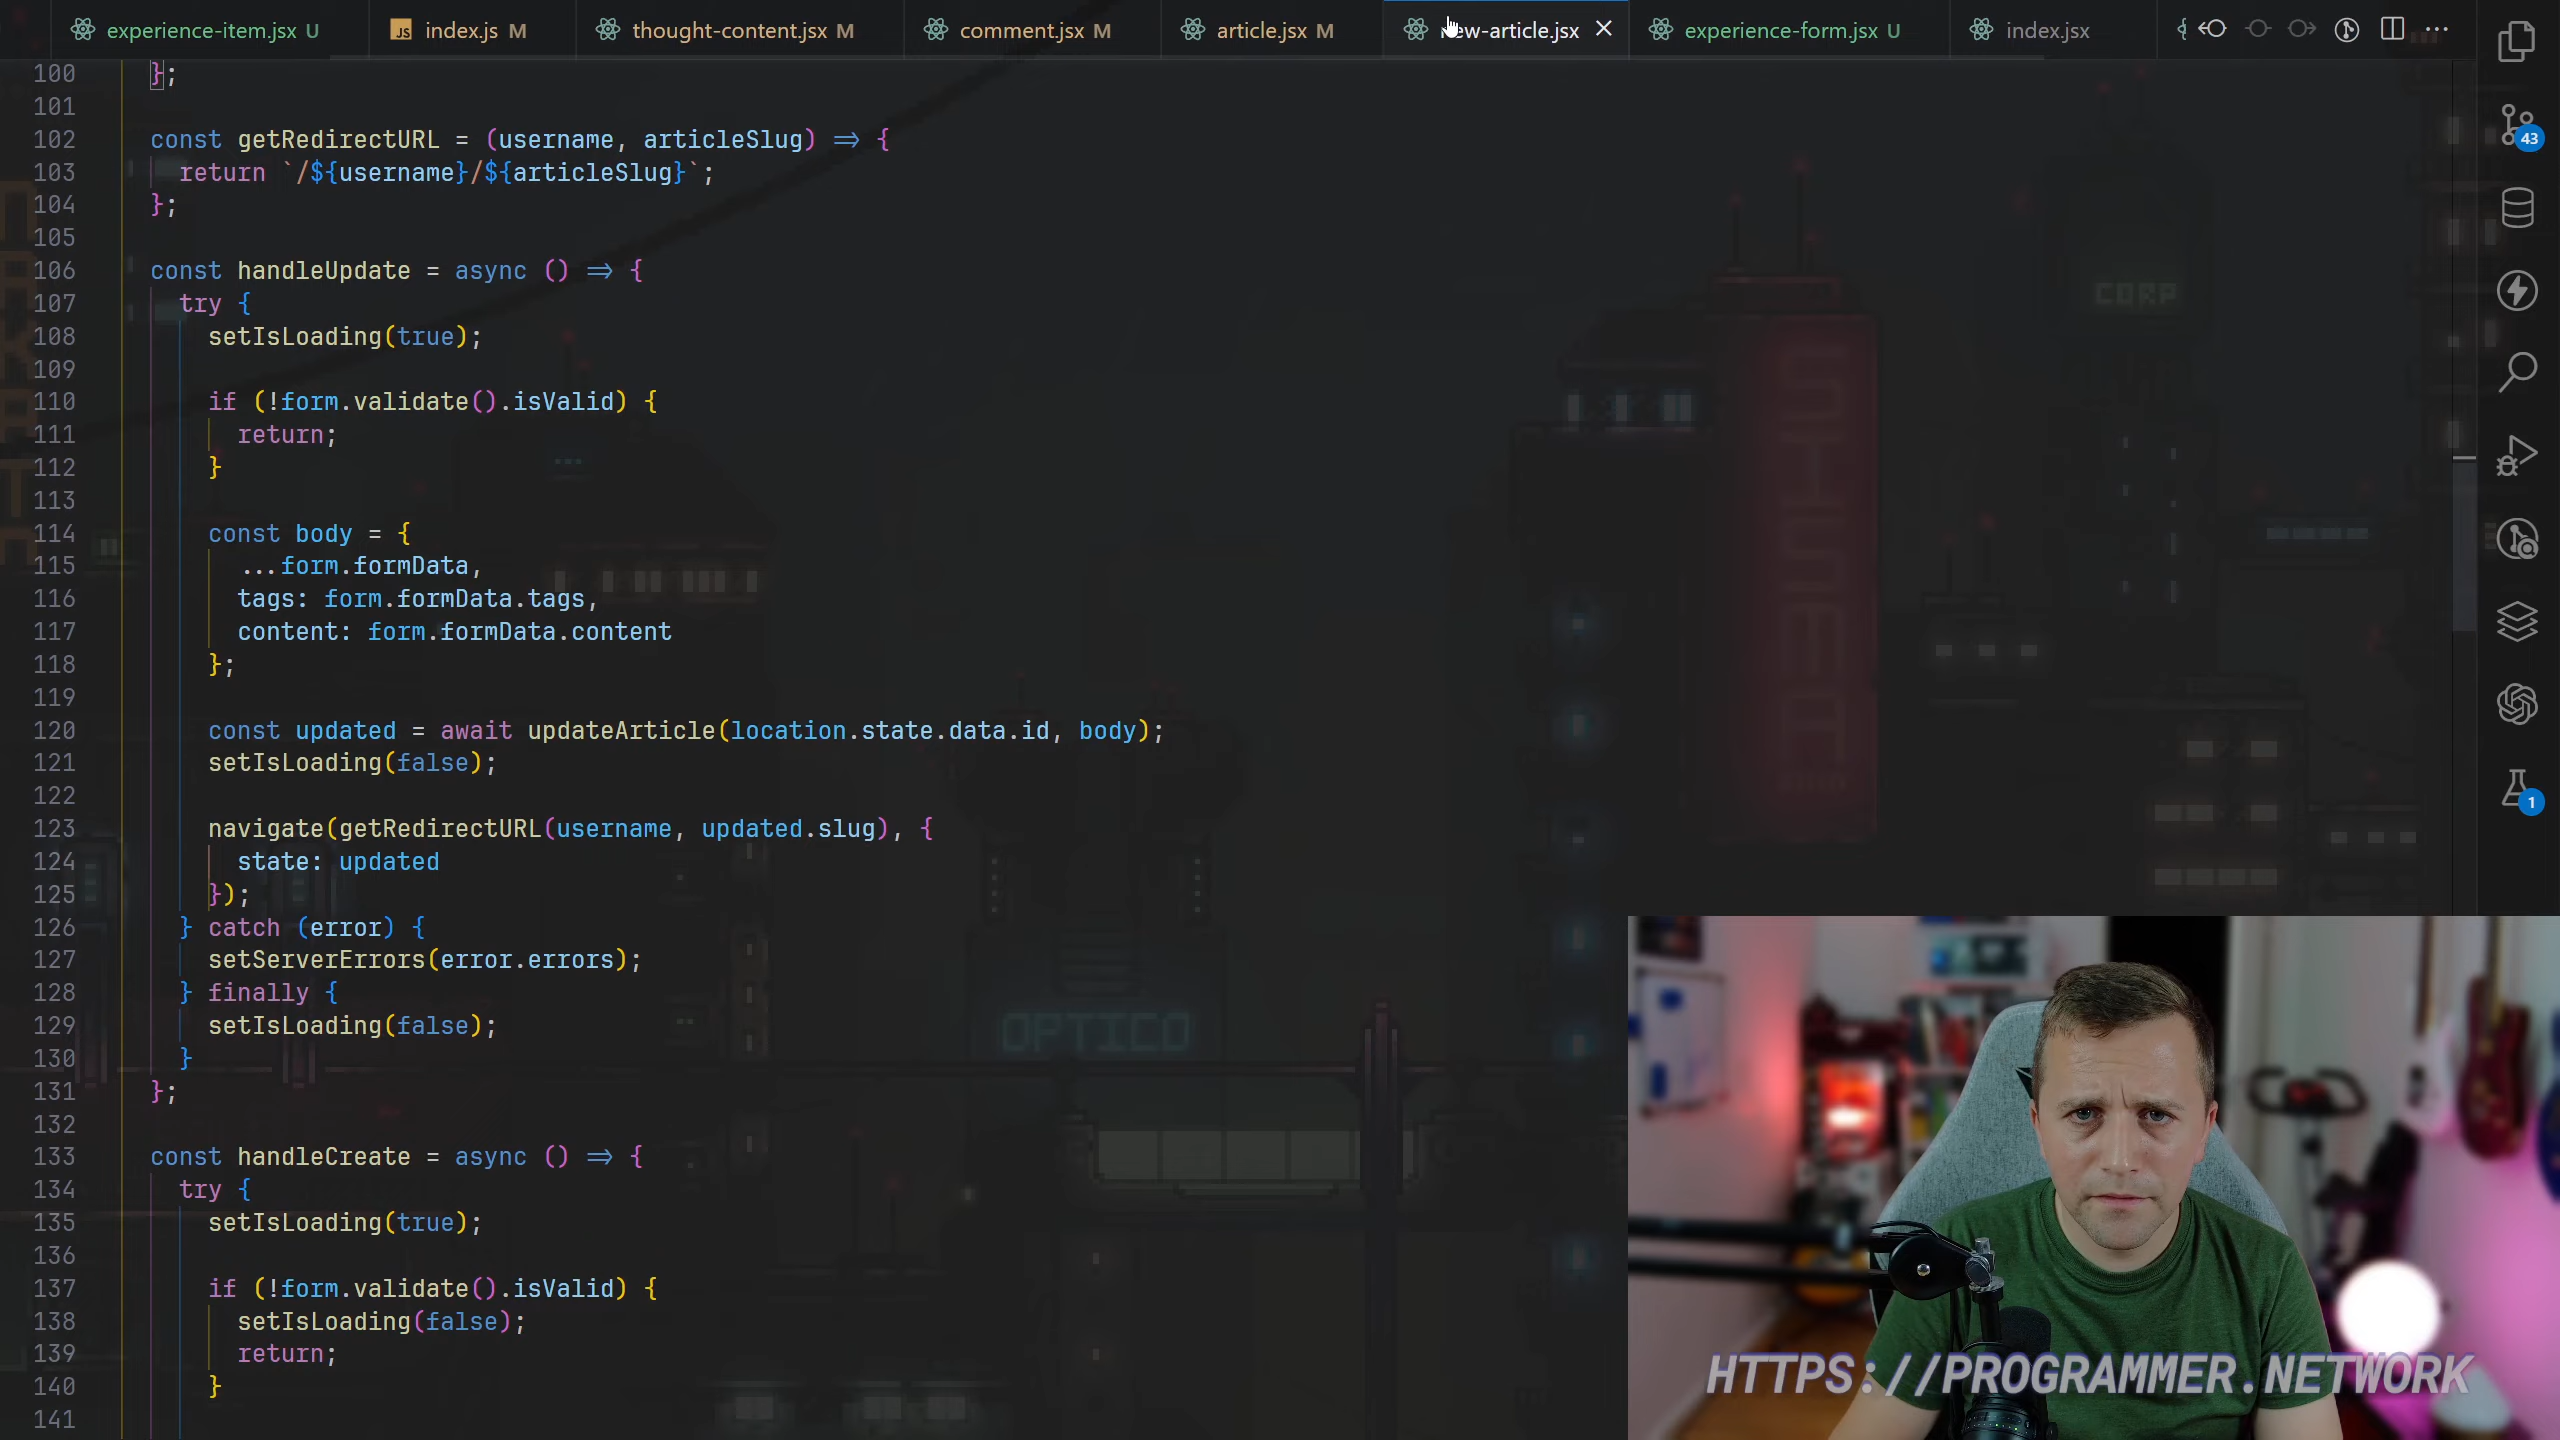 experience-item.jsx U
index.js M
thought-content.jsx M
comment.jsx M
article.jsx M
experience-form.jsx U
index.jsx
100 };
101
102 const getRedirectURL = (username, articleSlug) => {
103 return `/${username}/${articleSlug}`;
104 };
105
106 const handleUpdate = async () => {
107 try {
108 setIsLoading(true);
109
110 if (!form.validate().isValid) {
111 return;
112 }
113
114 const body = {
115 ...form.formData,
116 tags: form.formData.tags,
117 content: form.formData.content
118 };
119
120 const updated = await updateArticle(location.state.data.id, body);
121 setIsLoading(false);
122
123 navigate(getRedirectURL(username, updated.slug), {
124 state: updated
125 });
126 } catch (error) {
127 setServerErrors(error.errors);
128 } finally {
129 setIsLoading(false);
130 }
131 };
132
133 const handleCreate = async () => {
134 try {
135 setIsLoading(true);
136
137 if (!form.validate().isValid) {
138 setIsLoading(false);
139 return;
140 }
141
43
1
CORP
OPTICO
HTTPS://PROGRAMMER.NETWORK